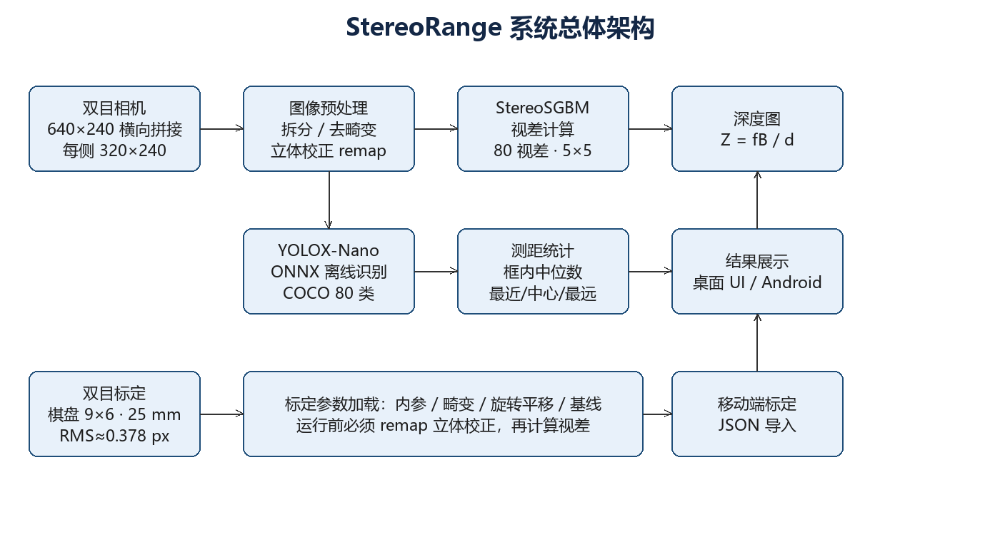 StereoRange 系统总体架构
双目相机
640×240 横向拼接
每侧 320×240
图像预处理
拆分 / 去畸变
立体校正 remap
StereoSGBM
视差计算
80 视差 · 5×5
深度图
Z = fB / d
YOLOX-Nano
ONNX 离线识别
COCO 80 类
测距统计
框内中位数
最近/中心/最远
结果展示
桌面 UI / Android
双目标定
棋盘 9×6 · 25 mm
RMS≈0.378 px
标定参数加载：内参 / 畸变 / 旋转平移 / 基线
运行前必须 remap 立体校正，再计算视差
移动端标定
JSON 导入